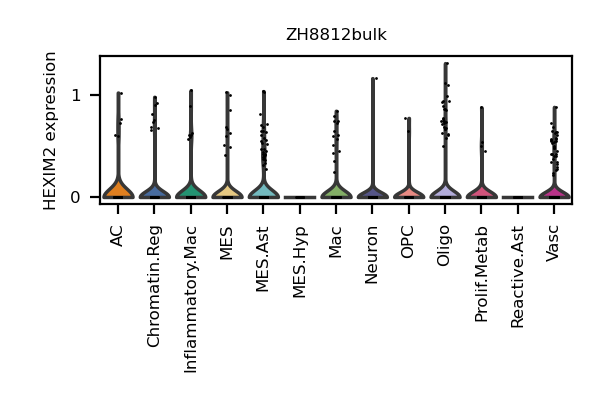 ZH8812bulk
HEXIM2 expression
1
0
AC
Chromatin.Reg
Inflammatory.Mac
MES
MES.Ast
MES.Hyp
Mac
Neuron
OPC
Oligo
Prolif.Metab
Reactive.Ast
Vasc